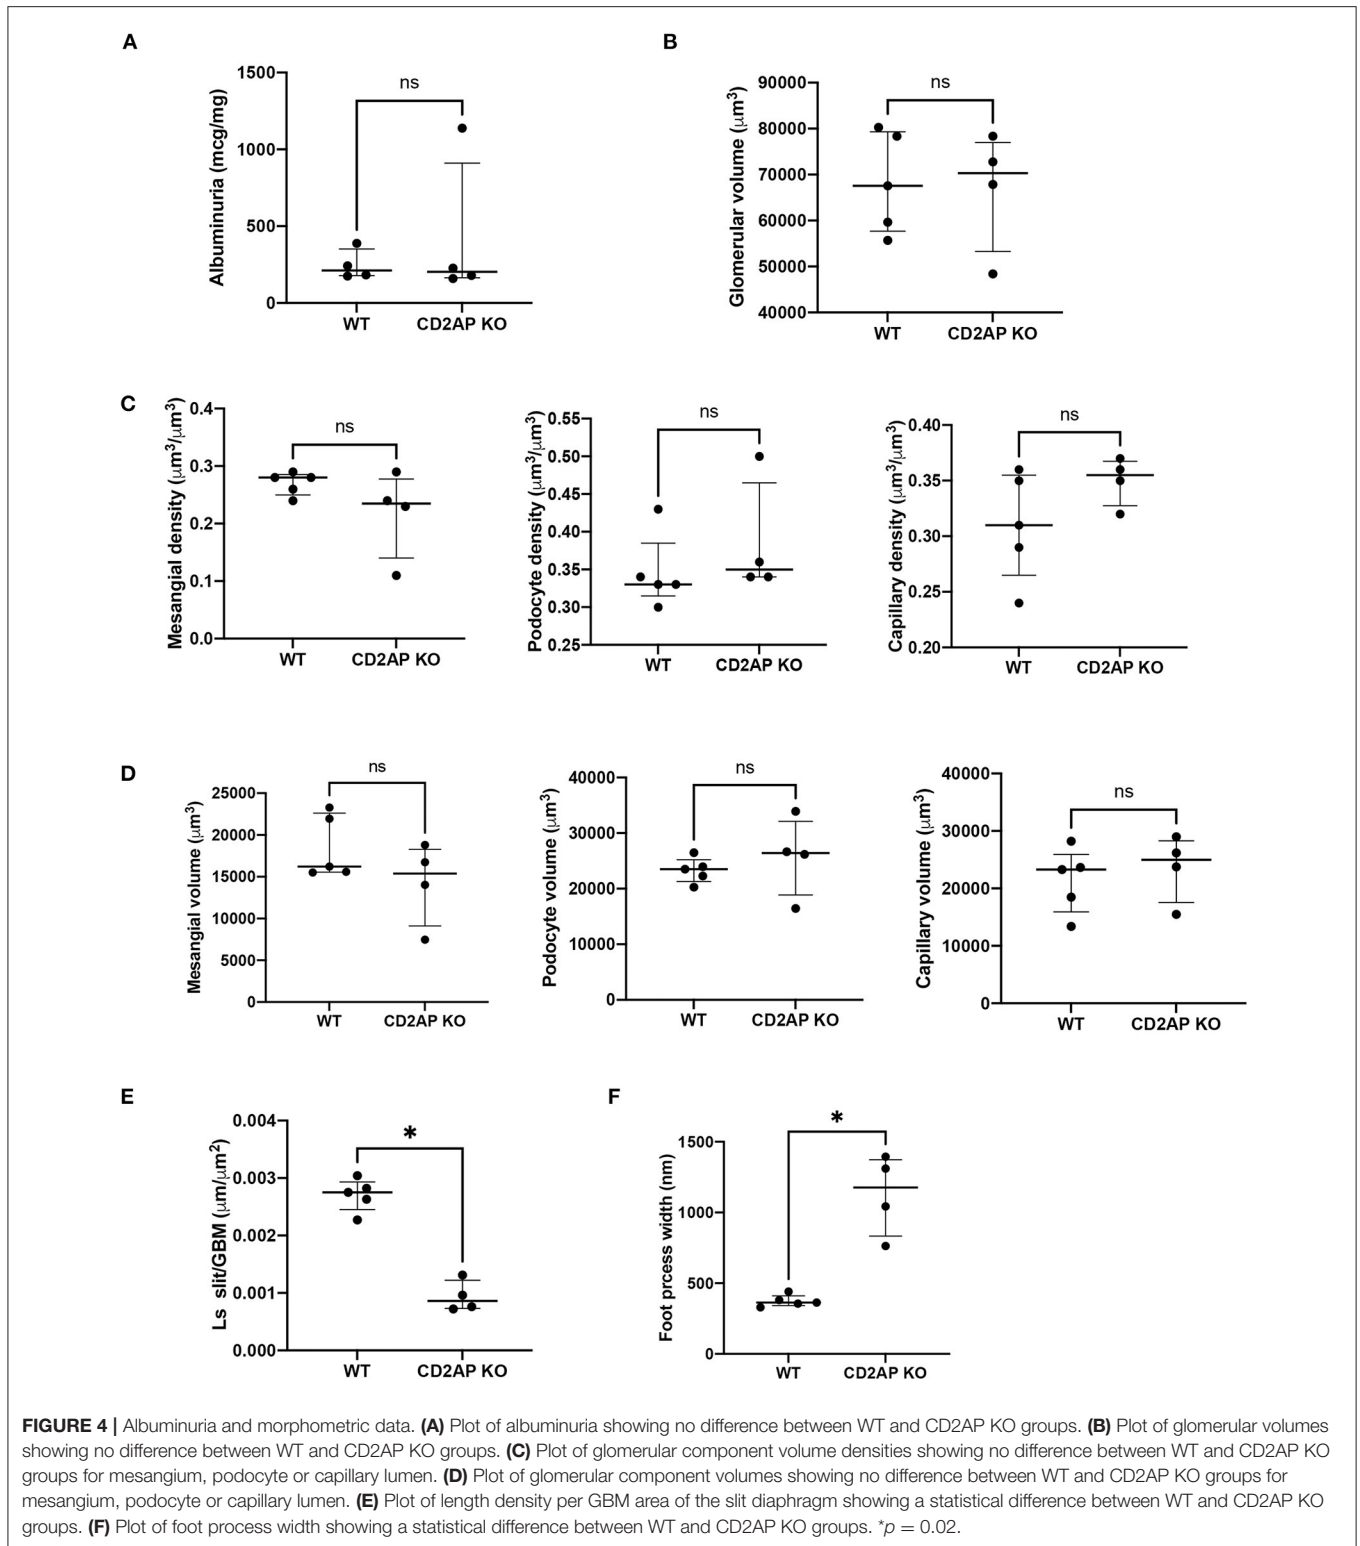 A
Albuminuria (mcg/mg)
1500
1000
500
0
ns
WT
CD2AP KO
B
Glomerular volume (μm³)
90000
80000
70000
60000
50000
40000
ns
WT
CD2AP KO
C
Mesangial density (μm³/μm³)
0.4
0.3
0.2
0.1
0.0
ns
WT
CD2AP KO
Podocyte density (μm³/μm³)
0.55
0.50
0.45
0.40
0.35
0.30
0.25
ns
WT
CD2AP KO
Capillary density (μm³/μm³)
0.40
0.35
0.30
0.25
0.20
ns
WT
CD2AP KO
D
Mesangial volume (μm³)
25000
20000
15000
10000
5000
0
ns
WT
CD2AP KO
Podocyte volume (μm³)
40000
30000
20000
10000
0
ns
WT
CD2AP KO
Capillary volume (μm³)
40000
30000
20000
10000
0
ns
WT
CD2AP KO
E
Ls slit/GBM (μm/μm²)
0.004
0.003
0.002
0.001
0.000
*
WT
CD2AP KO
F
Foot prcess width (nm)
1500
1000
500
0
*
WT
CD2AP KO
FIGURE 4 | Albuminuria and morphometric data. (A) Plot of albuminuria showing no difference between WT and CD2AP KO groups. (B) Plot of glomerular volumes
showing no difference between WT and CD2AP KO groups. (C) Plot of glomerular component volume densities showing no difference between WT and CD2AP KO
groups for mesangium, podocyte or capillary lumen. (D) Plot of glomerular component volumes showing no difference between WT and CD2AP KO groups for
mesangium, podocyte or capillary lumen. (E) Plot of length density per GBM area of the slit diaphragm showing a statistical difference between WT and CD2AP KO
groups. (F) Plot of foot process width showing a statistical difference between WT and CD2AP KO groups. *p = 0.02.